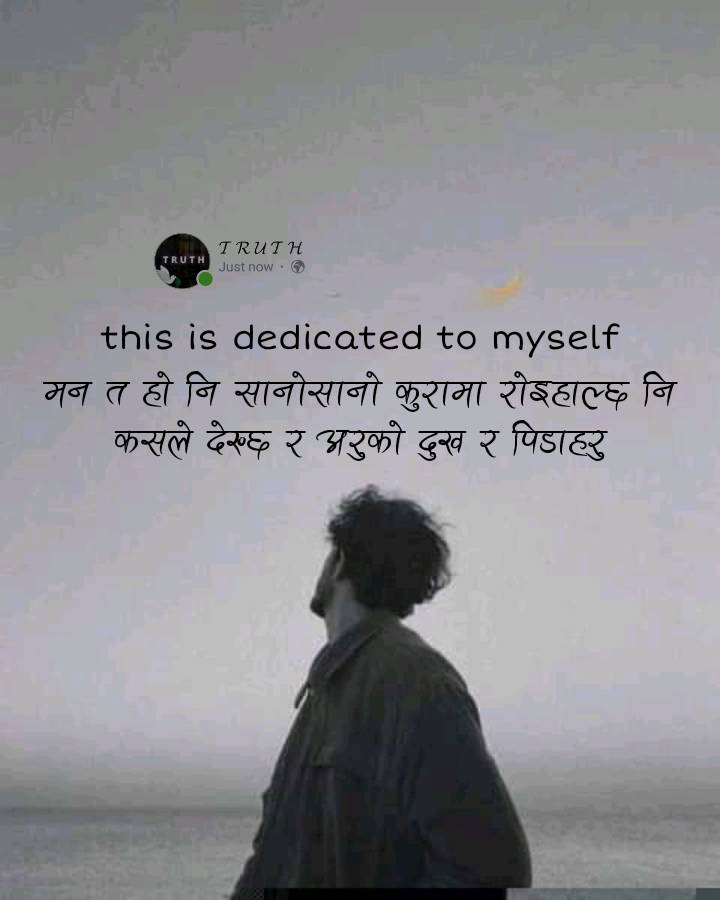 TRUTH
TRUTH
Just now ·
this is dedicated to myself
मन त हो नि सानोसानो कुरामा रोइहाल्छ नि
कसले देख्छ र अरुको दुख र पिडाहरु